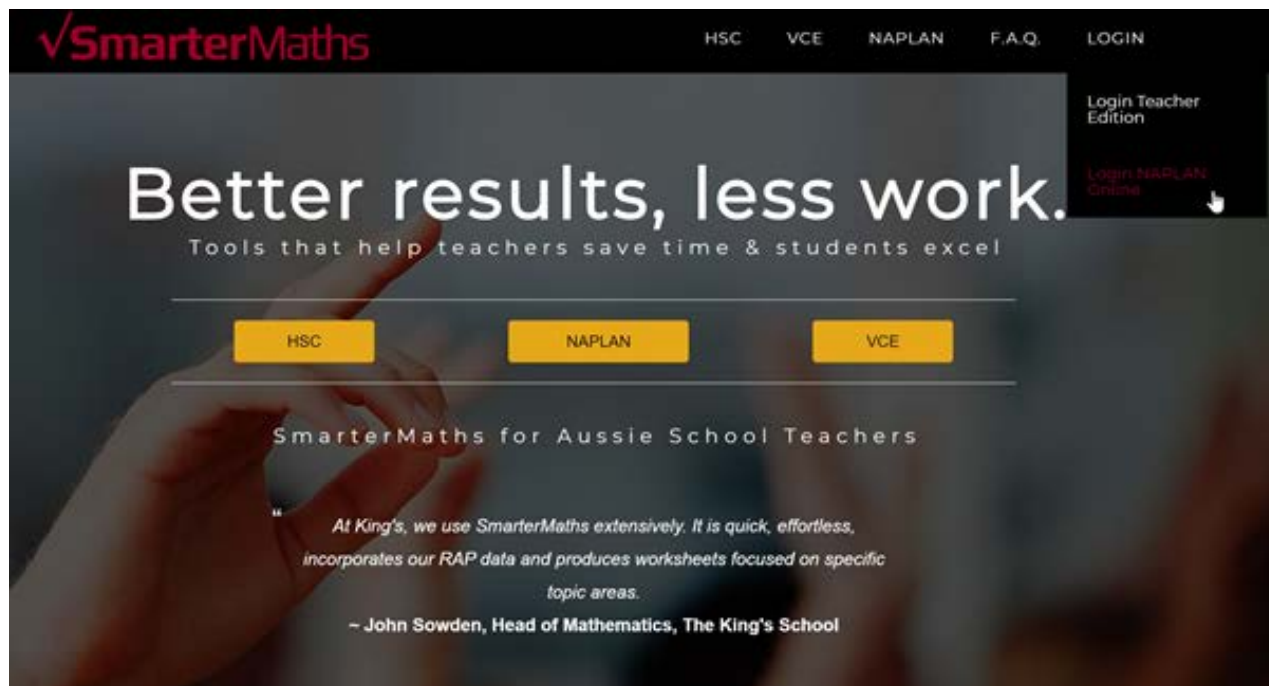 √SmarterMaths
HSC VCE NAPLAN F.A.Q. LOGIN
Login Teacher
Edition
Login NAPLAN
Online
Better results, less work.
Tools that help teachers save time & students excel
HSC NAPLAN VCE
SmarterMaths for Aussie School Teachers
“
At King's, we use SmarterMaths extensively. It is quick, effortless,
incorporates our RAP data and produces worksheets focused on specific
topic areas.
~ John Sowden, Head of Mathematics, The King's School